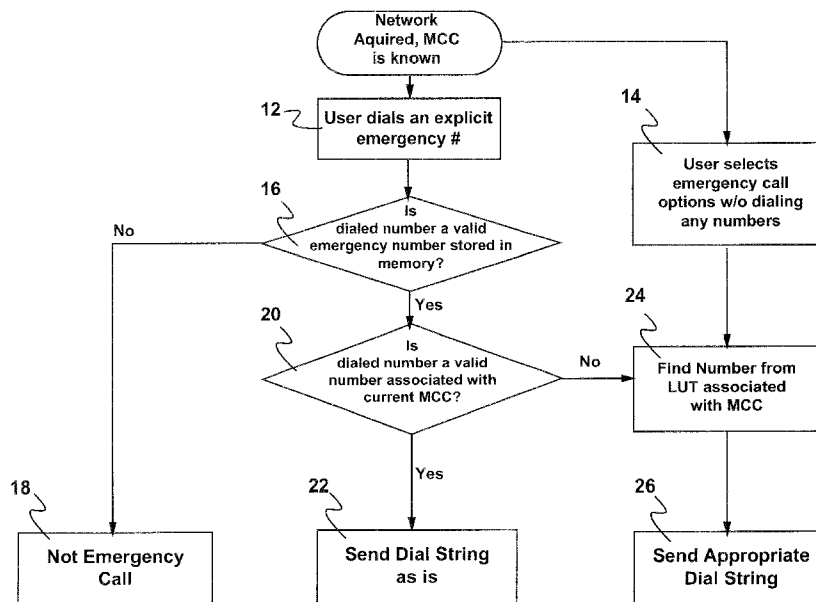 Network
Aquired, MCC
is known
12
User dials an explicit
emergency #
14
User selects
emergency call
options w/o dialing
any numbers
16
Is
dialed number a valid
emergency number stored in
memory?
No
Yes
20
Is
dialed number a valid
number associated with
current MCC?
No
24
Find Number from
LUT associated
with MCC
Yes
18
Not Emergency
Call
22
Send Dial String
as is
26
Send Appropriate
Dial String